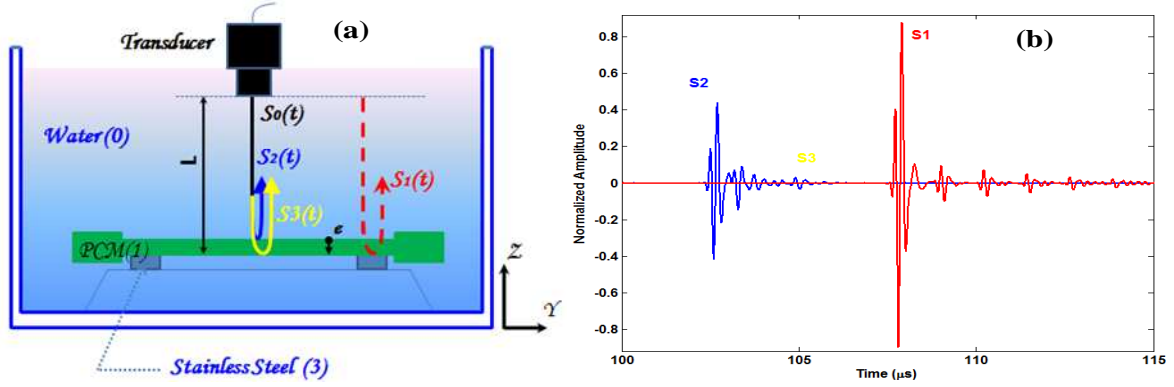 (a)
Transducer
S0(t)
Water(0)
L
S2(t)
S1(t)
S3(t)
e
PCM(1)
Z
Y
Stainless Steel (3)
(b)
S1
S2
S3
Normalized Amplitude
0.8
0.6
0.4
0.2
0
-0.2
-0.4
-0.6
-0.8
100
105
110
115
Time (μs)